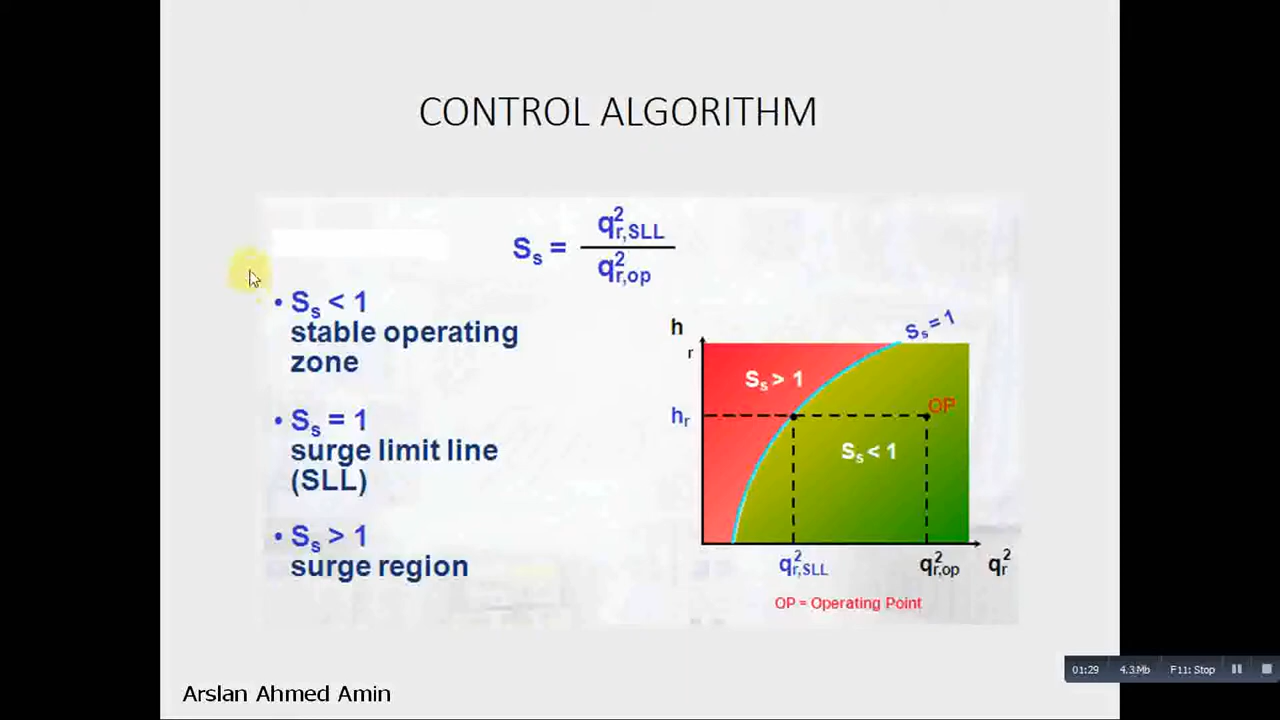 CONTROL ALGORITHM
Ss = q²r,SLL / q²r,op
• Ss < 1
stable operating
zone
• Ss = 1
surge limit line
(SLL)
• Ss > 1
surge region
h
r
Ss = 1
Ss > 1
hr
OP
Ss < 1
q²r,SLL
q²r,op
q²r
OP = Operating Point
Arslan Ahmed Amin
01:29 4.3.Mb F11: Stop